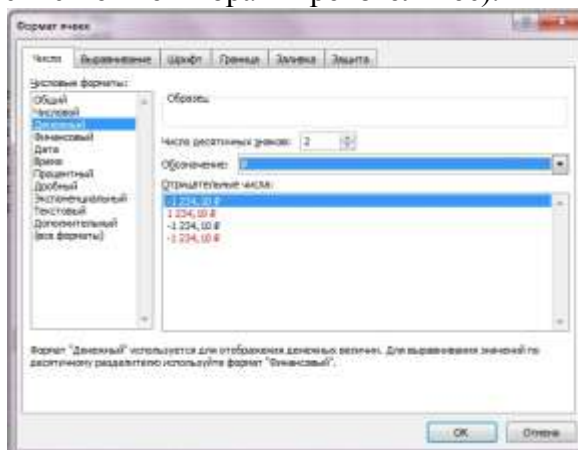 Формат ячеек
Число Выравнивание Шрифт Граница Заливка Защита
Числовые форматы:
Общий
Числовой
Денежный
Финансовый
Дата
Время
Процентный
Дробный
Экспоненциальный
Текстовый
Дополнительный
(все форматы)
Образец
Число десятичных знаков: 2
Обозначение: ₽
Отрицательные числа:
-1 234,10 ₽
1 234,10 ₽
-1 234,10 ₽
-1 234,10 ₽
Формат "Денежный" используется для отображения денежных величин. Для выравнивания значений по
десятичному разделителю используйте формат "Финансовый".
ОК Отмена